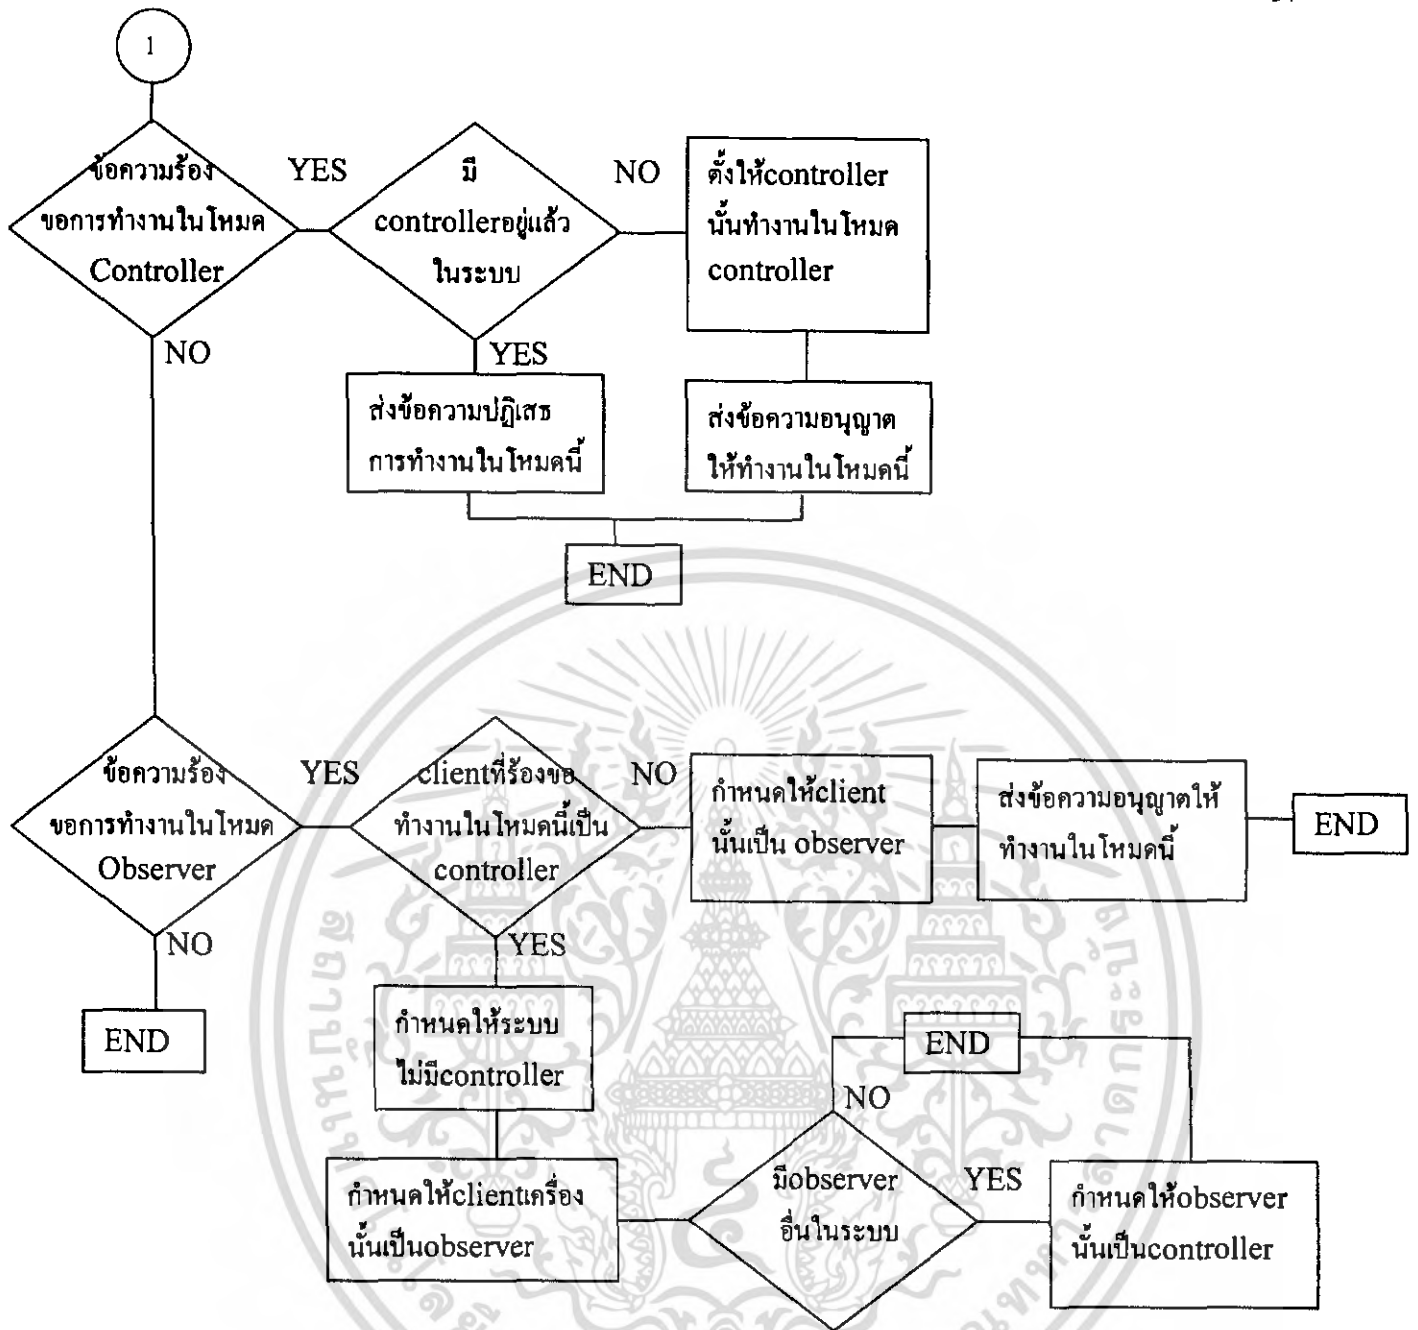 1
ข้อความร้อง
ขอการทำงานในโหมด
Controller
YES
มี
controllerอยู่แล้ว
ในระบบ
NO
ตั้งให้controller
นั้นทำงานในโหมด
controller
NO
YES
ส่งข้อความปฏิเสธ
การทำงานในโหมดนี้
ส่งข้อความอนุญาต
ให้ทำงานในโหมดนี้
END
ข้อความร้อง
ขอการทำงานในโหมด
Observer
YES
clientที่ร้องขอ
ทำงานในโหมดนี้เป็น
controller
NO
กำหนดให้client
นั้นเป็น observer
ส่งข้อความอนุญาตให้
ทำงานในโหมดนี้
END
NO
END
YES
กำหนดให้ระบบ
ไม่มีcontroller
กำหนดให้clientเครื่อง
นั้นเป็นobserver
END
NO
มีobserver
อื่นในระบบ
YES
กำหนดให้observer
นั้นเป็นcontroller